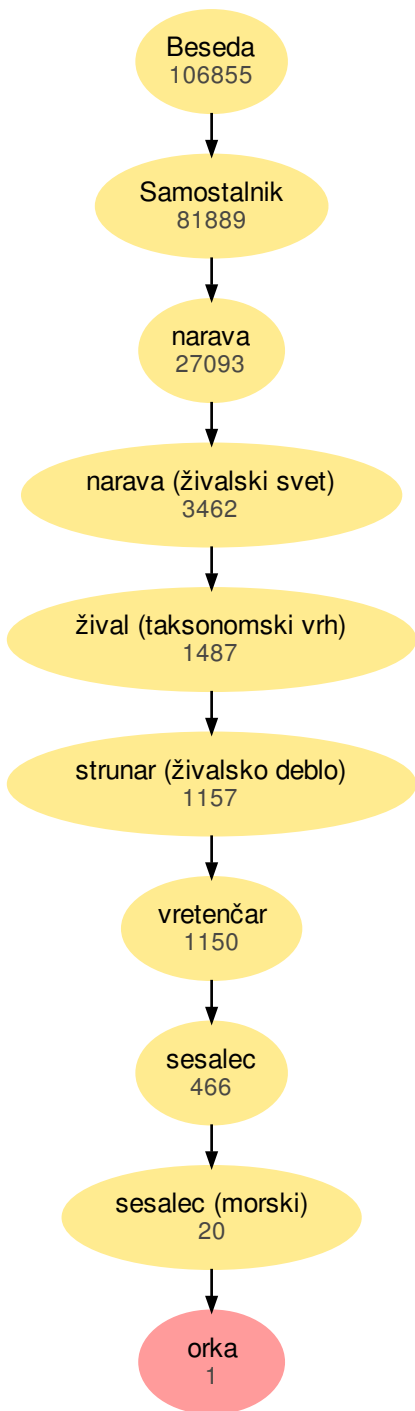 Beseda
106855
Samostalnik
81889
narava
27093
narava (živalski svet)
3462
žival (taksonomski vrh)
1487
strunar (živalsko deblo)
1157
vretenčar
1150
sesalec
466
sesalec (morski)
20
orka
1